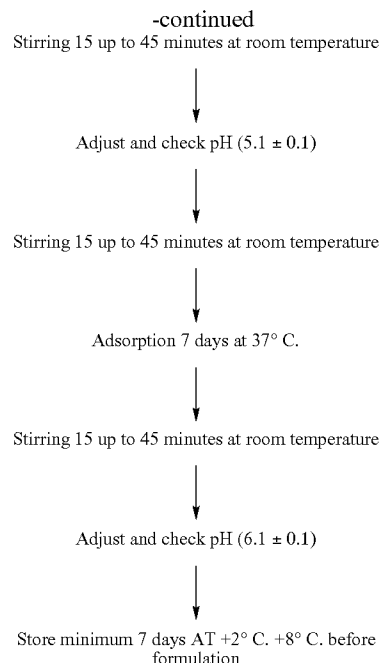 -continued
Stirring 15 up to 45 minutes at room temperature
Adjust and check pH (5.1 ± 0.1)
Stirring 15 up to 45 minutes at room temperature
Adsorption 7 days at 37° C.
Stirring 15 up to 45 minutes at room temperature
Adjust and check pH (6.1 ± 0.1)
Store minimum 7 days AT +2° C. +8° C. before
formulation